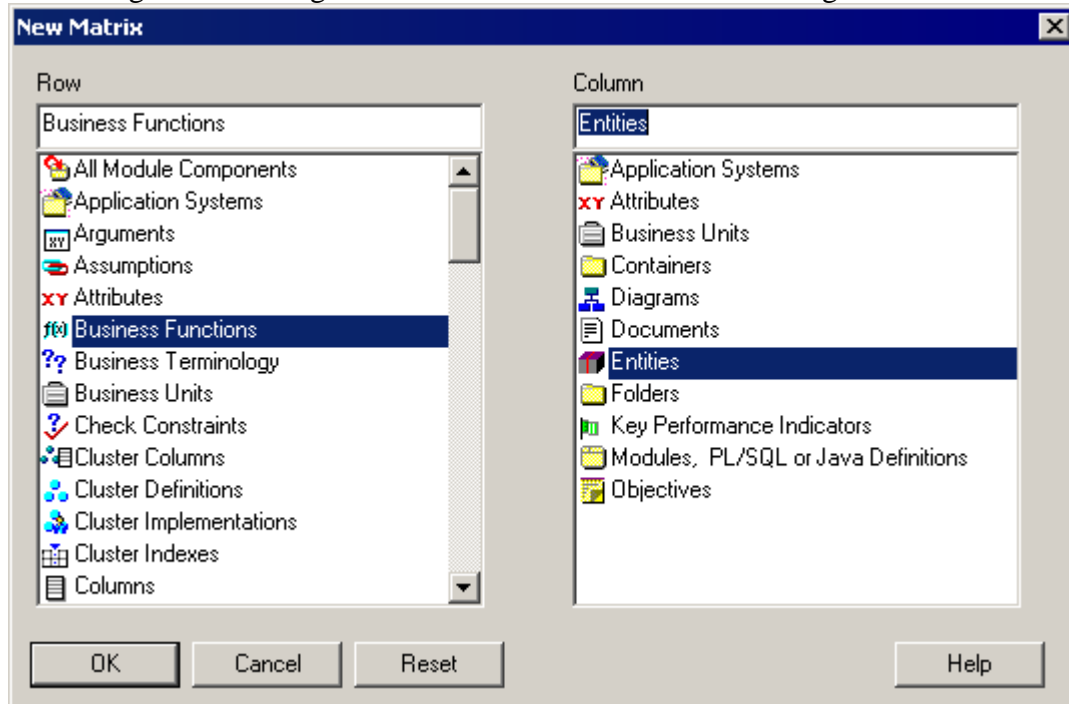 New Matrix
Row
Business Functions
All Module Components
Application Systems
Arguments
Assumptions
Attributes
Business Functions
Business Terminology
Business Units
Check Constraints
Cluster Columns
Cluster Definitions
Cluster Implementations
Cluster Indexes
Columns
Column
Entities
Application Systems
Attributes
Business Units
Containers
Diagrams
Documents
Entities
Folders
Key Performance Indicators
Modules, PL/SQL or Java Definitions
Objectives
OK Cancel Reset Help